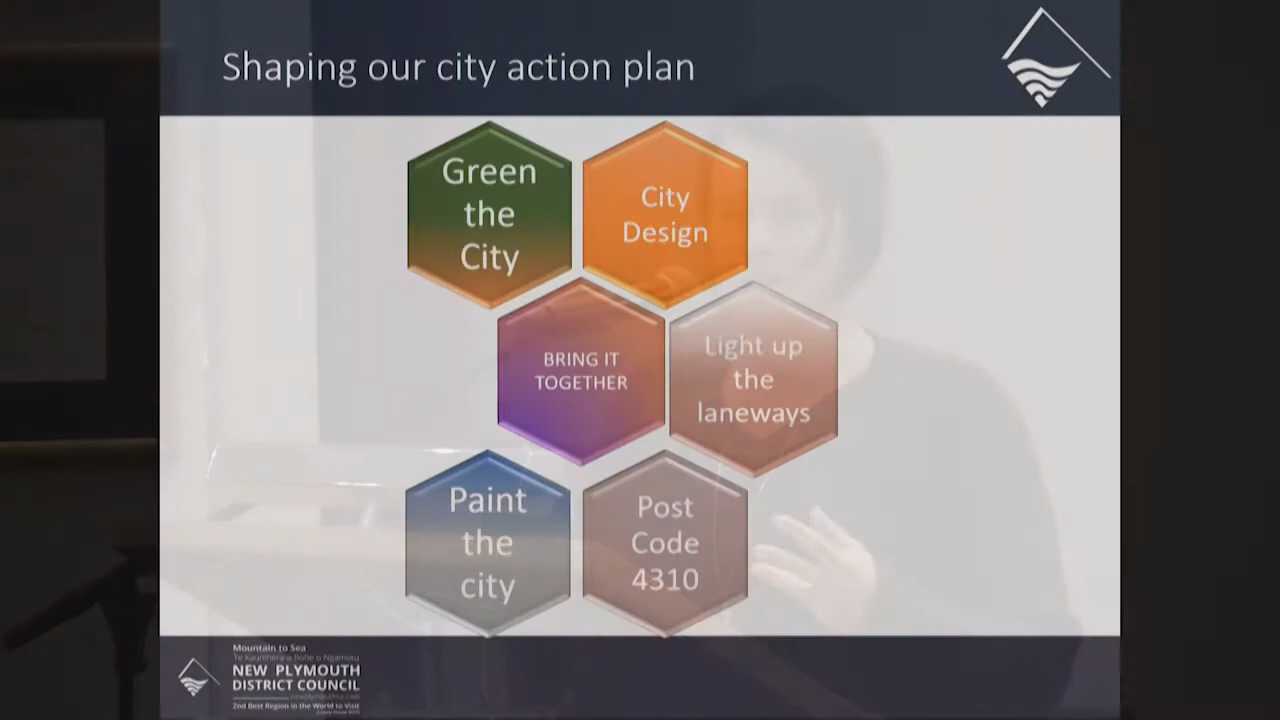 Shaping our city action plan
Green
the
City
City
Design
BRING IT
TOGETHER
Light up
the
laneways
Paint
the
city
Post
Code
4310
Mountain to Sea
NEW PLYMOUTH
DISTRICT COUNCIL
2nd Best Region in the World to Visit